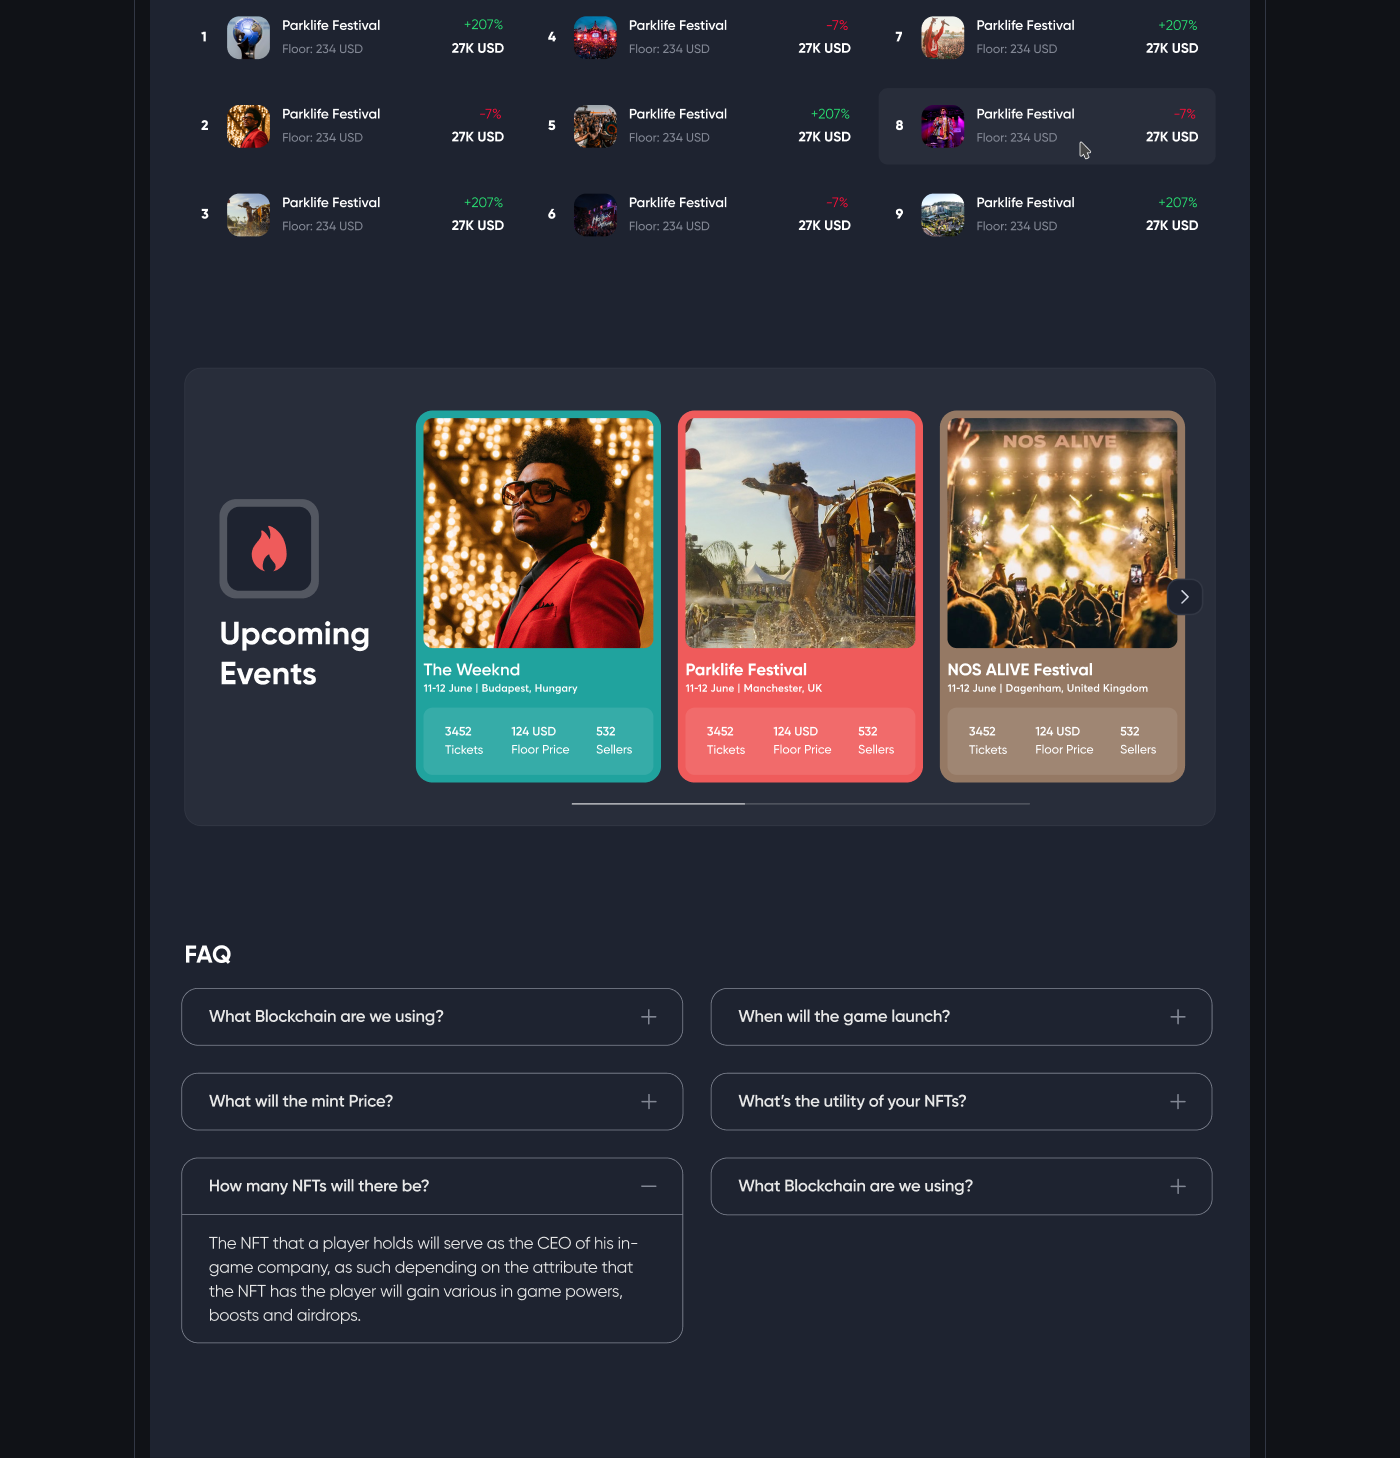 1
Parklife Festival
+207%
Floor: 234 USD
27K USD
4
Parklife Festival
-7%
Floor: 234 USD
27K USD
7
Parklife Festival
+207%
Floor: 234 USD
27K USD
2
Parklife Festival
-7%
Floor: 234 USD
27K USD
5
Parklife Festival
+207%
Floor: 234 USD
27K USD
8
Parklife Festival
-7%
Floor: 234 USD
27K USD
3
Parklife Festival
+207%
Floor: 234 USD
27K USD
6
Parklife Festival
-7%
Floor: 234 USD
27K USD
9
Parklife Festival
+207%
Floor: 234 USD
27K USD
Upcoming
Events
The Weeknd
11-12 June | Budapest, Hungary
3452
124 USD
532
Tickets
Floor Price
Sellers
Parklife Festival
11-12 June | Manchester, UK
3452
124 USD
532
Tickets
Floor Price
Sellers
NOS ALIVE
NOS ALIVE Festival
11-12 June | Dagenham, United Kingdom
3452
124 USD
532
Tickets
Floor Price
Sellers
FAQ
What Blockchain are we using?
When will the game launch?
What will the mint Price?
What's the utility of your NFTs?
How many NFTs will there be?
What Blockchain are we using?
The NFT that a player holds will serve as the CEO of his in-
game company, as such depending on the attribute that
the NFT has the player will gain various in game powers,
boosts and airdrops.